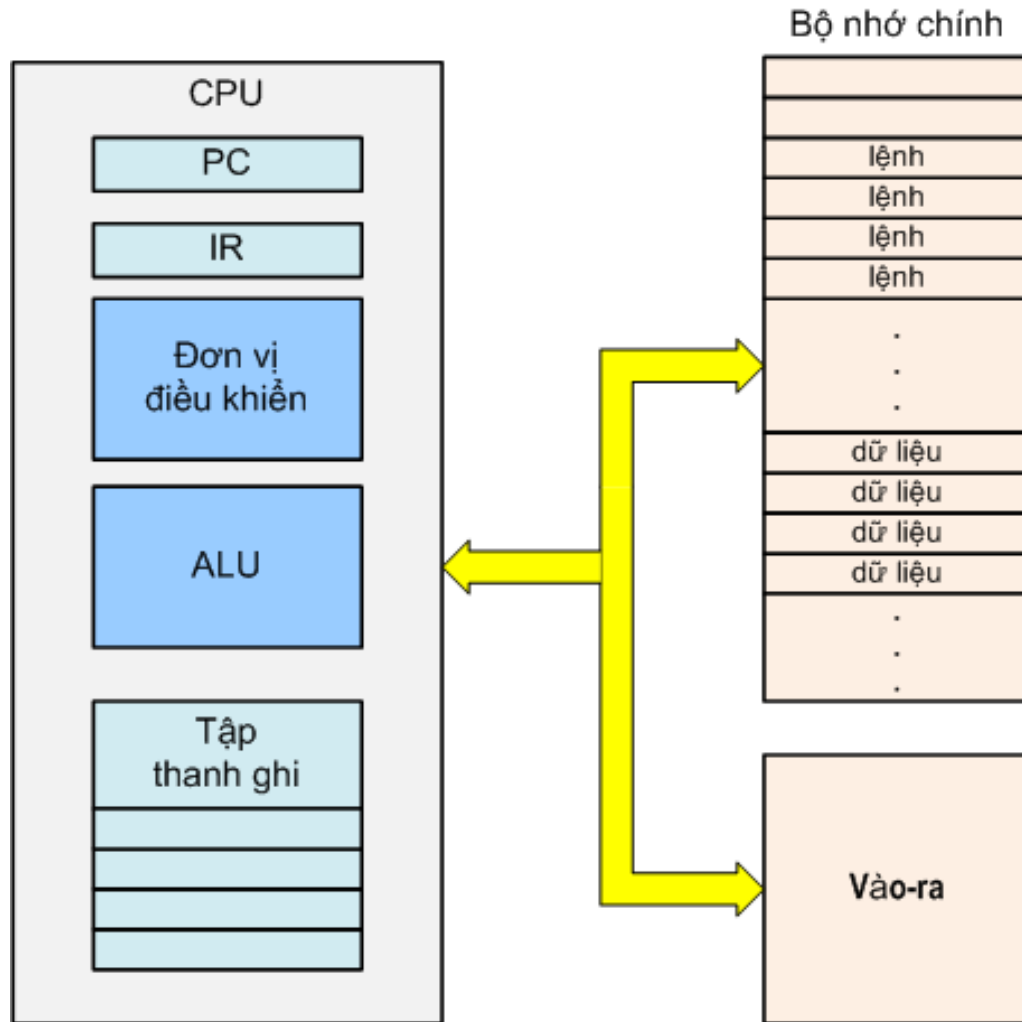 Bộ nhớ chính
CPU
PC
IR
Đơn vị
điều khiển
ALU
Tập
thanh ghi
lệnh
lệnh
lệnh
lệnh
.
.
.
dữ liệu
dữ liệu
dữ liệu
dữ liệu
.
.
.
Vào-ra